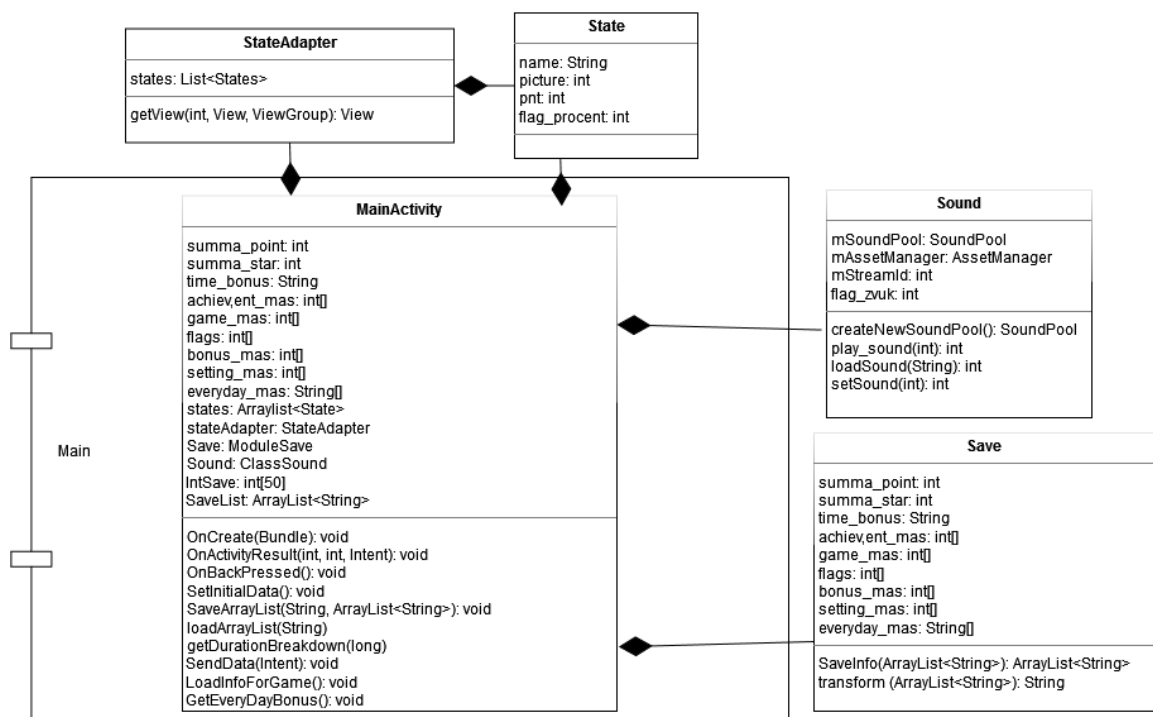 StateAdapter
states: List<States>
getView(int, View, ViewGroup): View
State
name: String
picture: int
pnt: int
flag_procent: int
Main
MainActivity
summa_point: int
summa_star: int
time_bonus: String
achiev,ent_mas: int[]
game_mas: int[]
flags: int[]
bonus_mas: int[]
setting_mas: int[]
everyday_mas: String[]
states: Arraylist<State>
stateAdapter: StateAdapter
Save: ModuleSave
Sound: ClassSound
IntSave: int[50]
SaveList: ArrayList<String>
OnCreate(Bundle): void
OnActivityResult(int, int, Intent): void
OnBackPressed(): void
SetInitialData(): void
SaveArrayList(String, ArrayList<String>): void
loadArrayList(String)
getDurationBreakdown(long)
SendData(Intent): void
LoadInfoForGame(): void
GetEveryDayBonus(): void
Sound
mSoundPool: SoundPool
mAssetManager: AssetManager
mStreamId: int
flag_zvuk: int
createNewSoundPool(): SoundPool
play_sound(int): int
loadSound(String): int
setSound(int): int
Save
summa_point: int
summa_star: int
time_bonus: String
achiev,ent_mas: int[]
game_mas: int[]
flags: int[]
bonus_mas: int[]
setting_mas: int[]
everyday_mas: String[]
SaveInfo(ArrayList<String>): ArrayList<String>
transform (ArrayList<String>): String